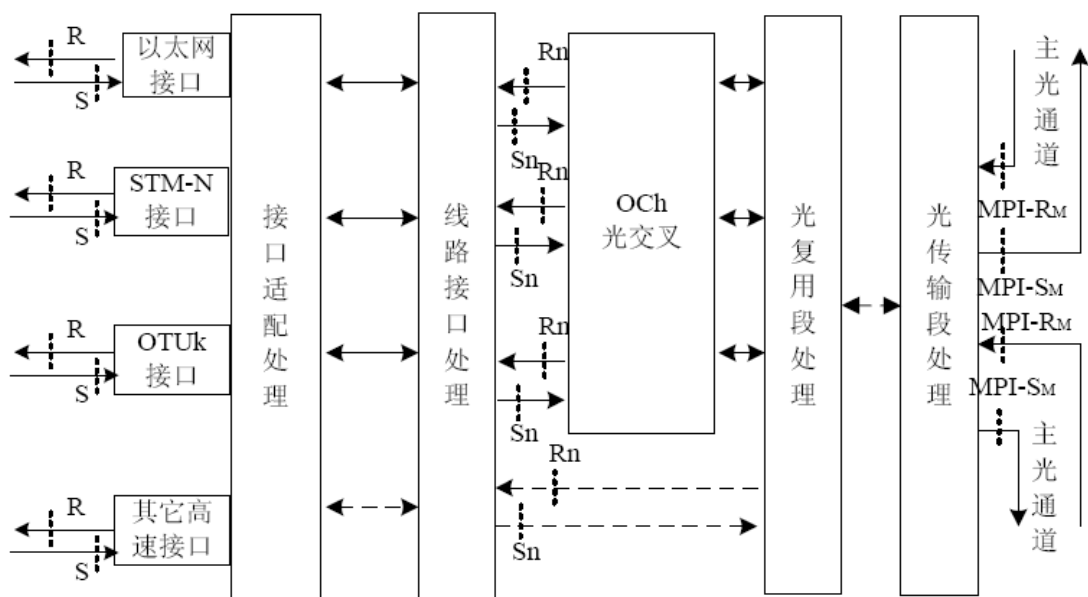 R
以太网
接口
S
R
STM-N
接口
S
R
OTUk
接口
S
R
其它高
速接口
S
接口适配处理
线路接口处理
Rn
Sn
Rn
Sn
Rn
Sn
Rn
Sn
OCh
光交叉
光复用段处理
光传输段处理
主光通道
MPI-RM
MPI-SM
MPI-RM
MPI-SM
主光通道